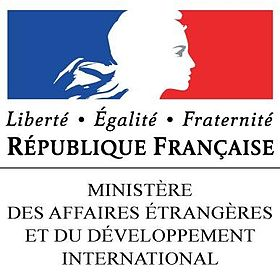 Liberté • Égalité • Fraternité
RÉPUBLIQUE FRANÇAISE
MINISTÈRE
DES AFFAIRES ÉTRANGÈRES
ET DU DÉVELOPPEMENT
INTERNATIONAL